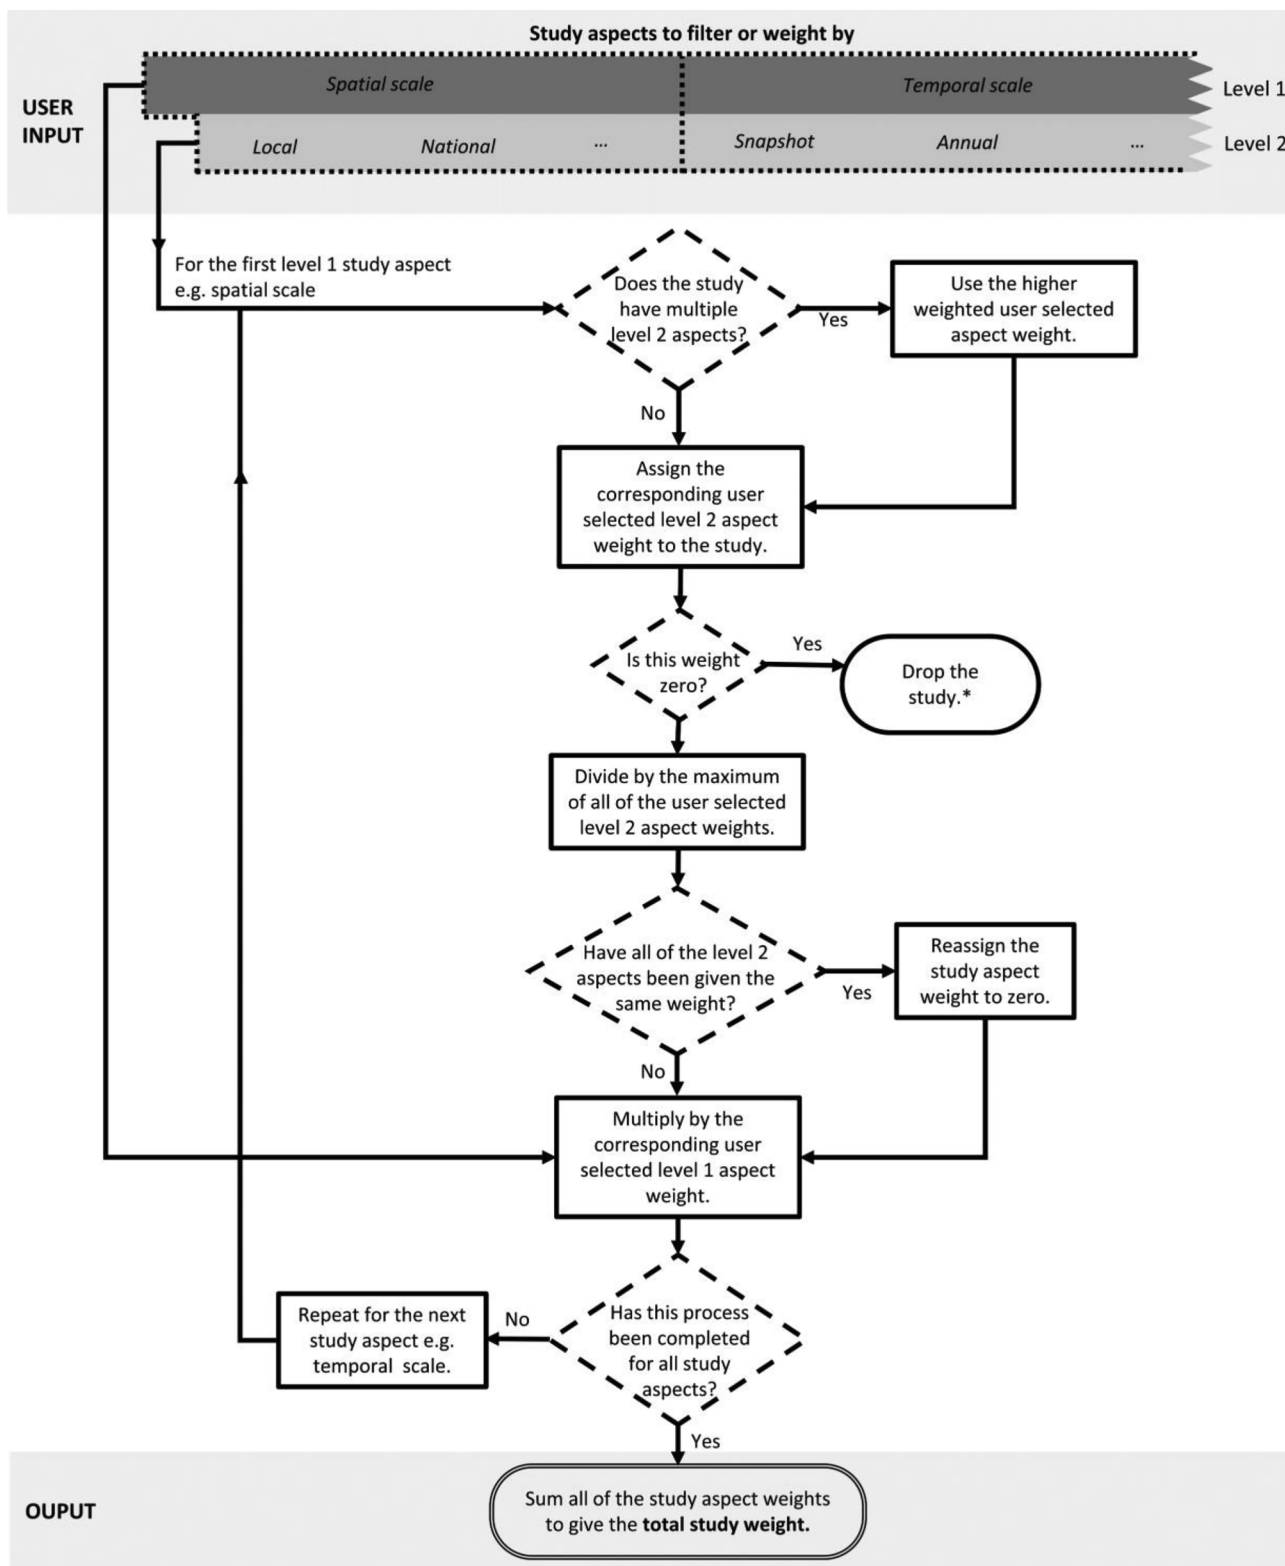 Study aspects to filter or weight by
USER
INPUT
Spatial scale
Temporal scale
Level 1
Local
National
...
Snapshot
Annual
...
Level 2
For the first level 1 study aspect
e.g. spatial scale
Does the study
have multiple
level 2 aspects?
Yes
Use the higher
weighted user selected
aspect weight.
No
Assign the
corresponding user
selected level 2 aspect
weight to the study.
Is this weight
zero?
Yes
Drop the
study.*
Divide by the maximum
of all of the user selected
level 2 aspect weights.
Have all of the level 2
aspects been given the
same weight?
Yes
Reassign the
study aspect
weight to zero.
No
Multiply by the
corresponding user
selected level 1 aspect
weight.
Has this process
been completed
for all study
aspects?
No
Repeat for the next
study aspect e.g.
temporal scale.
Yes
OUPUT
Sum all of the study aspect weights
to give the total study weight.